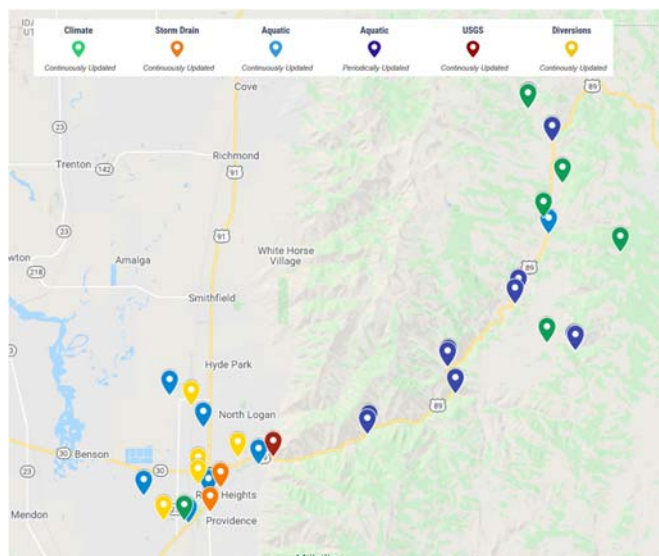 IDA
UT
Climate
Storm Drain
Aquatic
Aquatic
USGS
Diversions
Continuously Updated
Continuously Updated
Continuously Updated
Periodically Updated
Continuously Updated
Continuously Updated
89
Cove
23
Richmond
Trenton
142
91
91
White Horse
Village
23
Amalga
218
Smithfield
89
Hyde Park
89
North Logan
Benson
30
30
23
Heights
Mendon
Providence